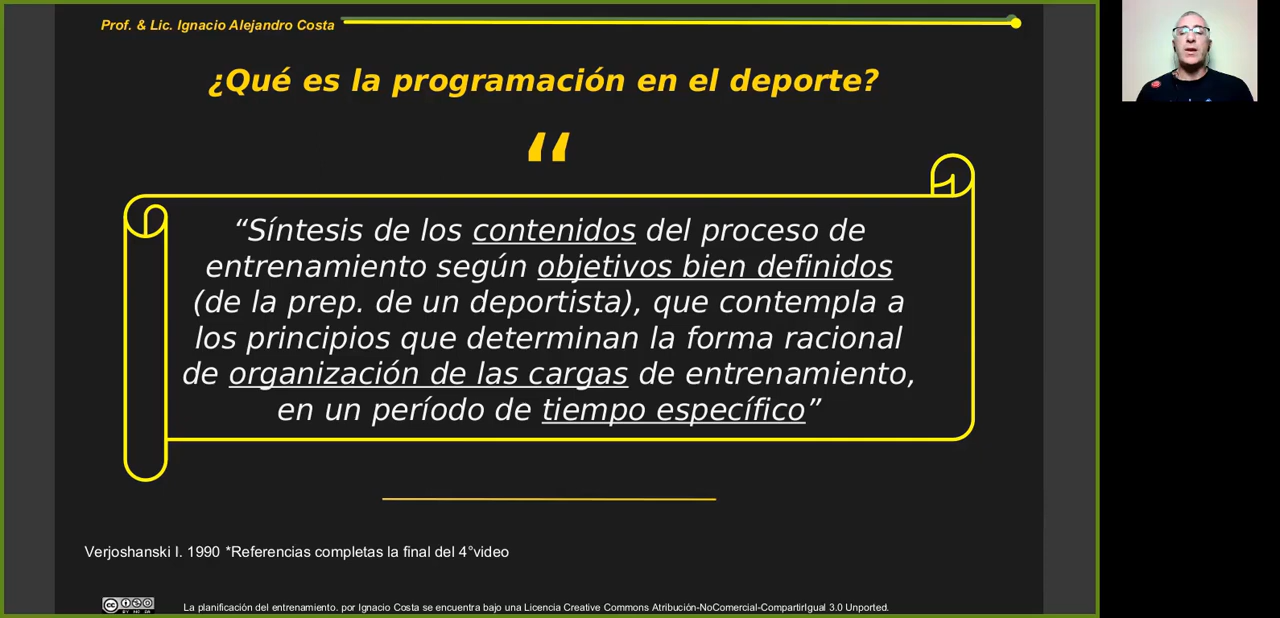 Prof. & Lic. Ignacio Alejandro Costa
¿Qué es la programación en el deporte?
“
“Síntesis de los contenidos del proceso de
entrenamiento según objetivos bien definidos
(de la prep. de un deportista), que contempla a
los principios que determinan la forma racional
de organización de las cargas de entrenamiento,
en un período de tiempo específico”
Verjoshanski I. 1990 *Referencias completas la final del 4°video
La planificación del entrenamiento. por Ignacio Costa se encuentra bajo una Licencia Creative Commons Atribución-NoComercial-CompartirIgual 3.0 Unported.